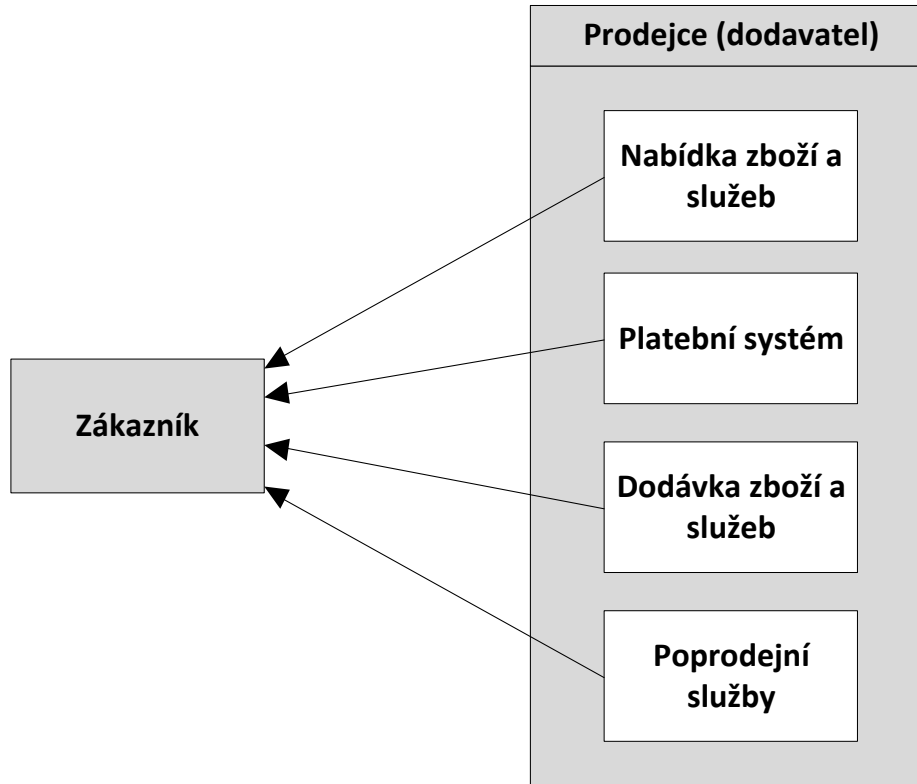 Prodejce (dodavatel)
Nabídka zboží a
služeb
Platební systém
Zákazník
Dodávka zboží a
služeb
Poprodejní
služby